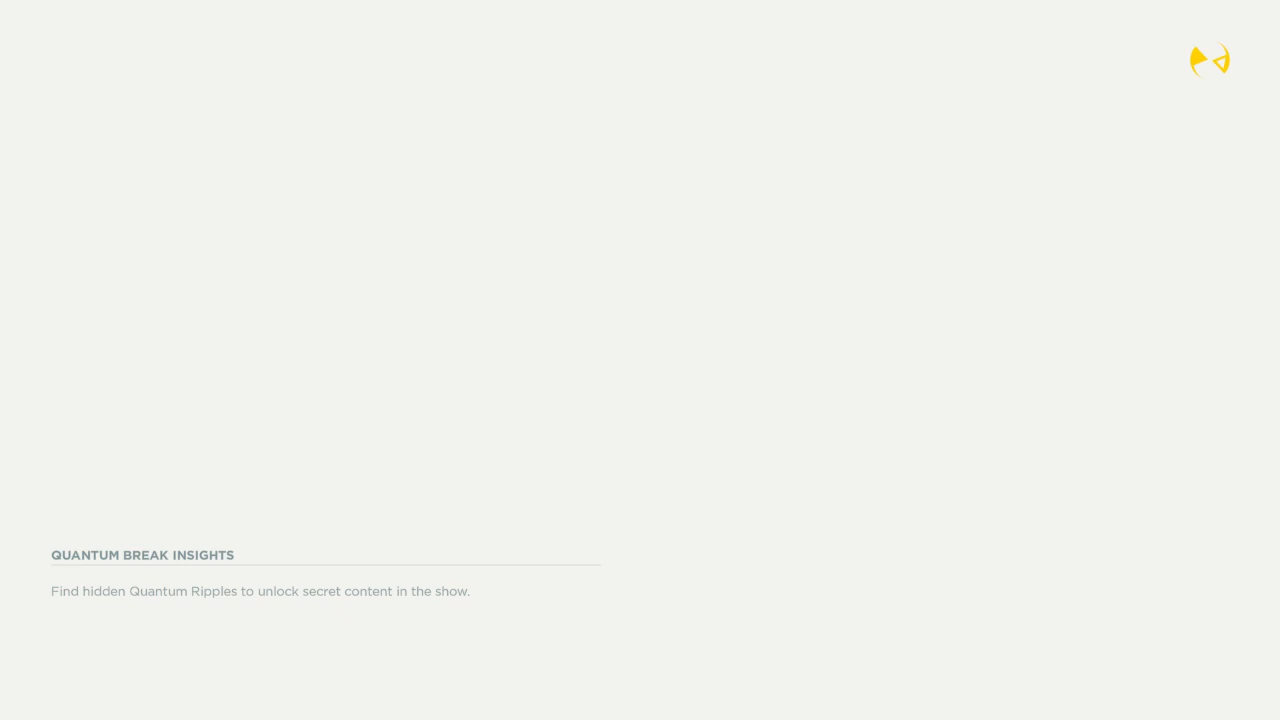 QUANTUM BREAK INSIGHTS
Find hidden Quantum Ripples to unlock secret content in the show.